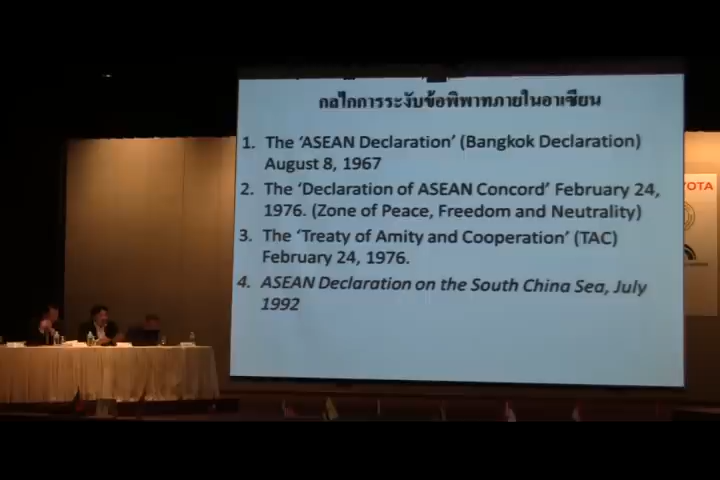 กลไกการระงับข้อพิพาทภายในอาเซียน
1. The ‘ASEAN Declaration’ (Bangkok Declaration)
August 8, 1967
2. The ‘Declaration of ASEAN Concord’ February 24,
1976. (Zone of Peace, Freedom and Neutrality)
3. The ‘Treaty of Amity and Cooperation’ (TAC)
February 24, 1976.
4. ASEAN Declaration on the South China Sea, July
1992
YOTA